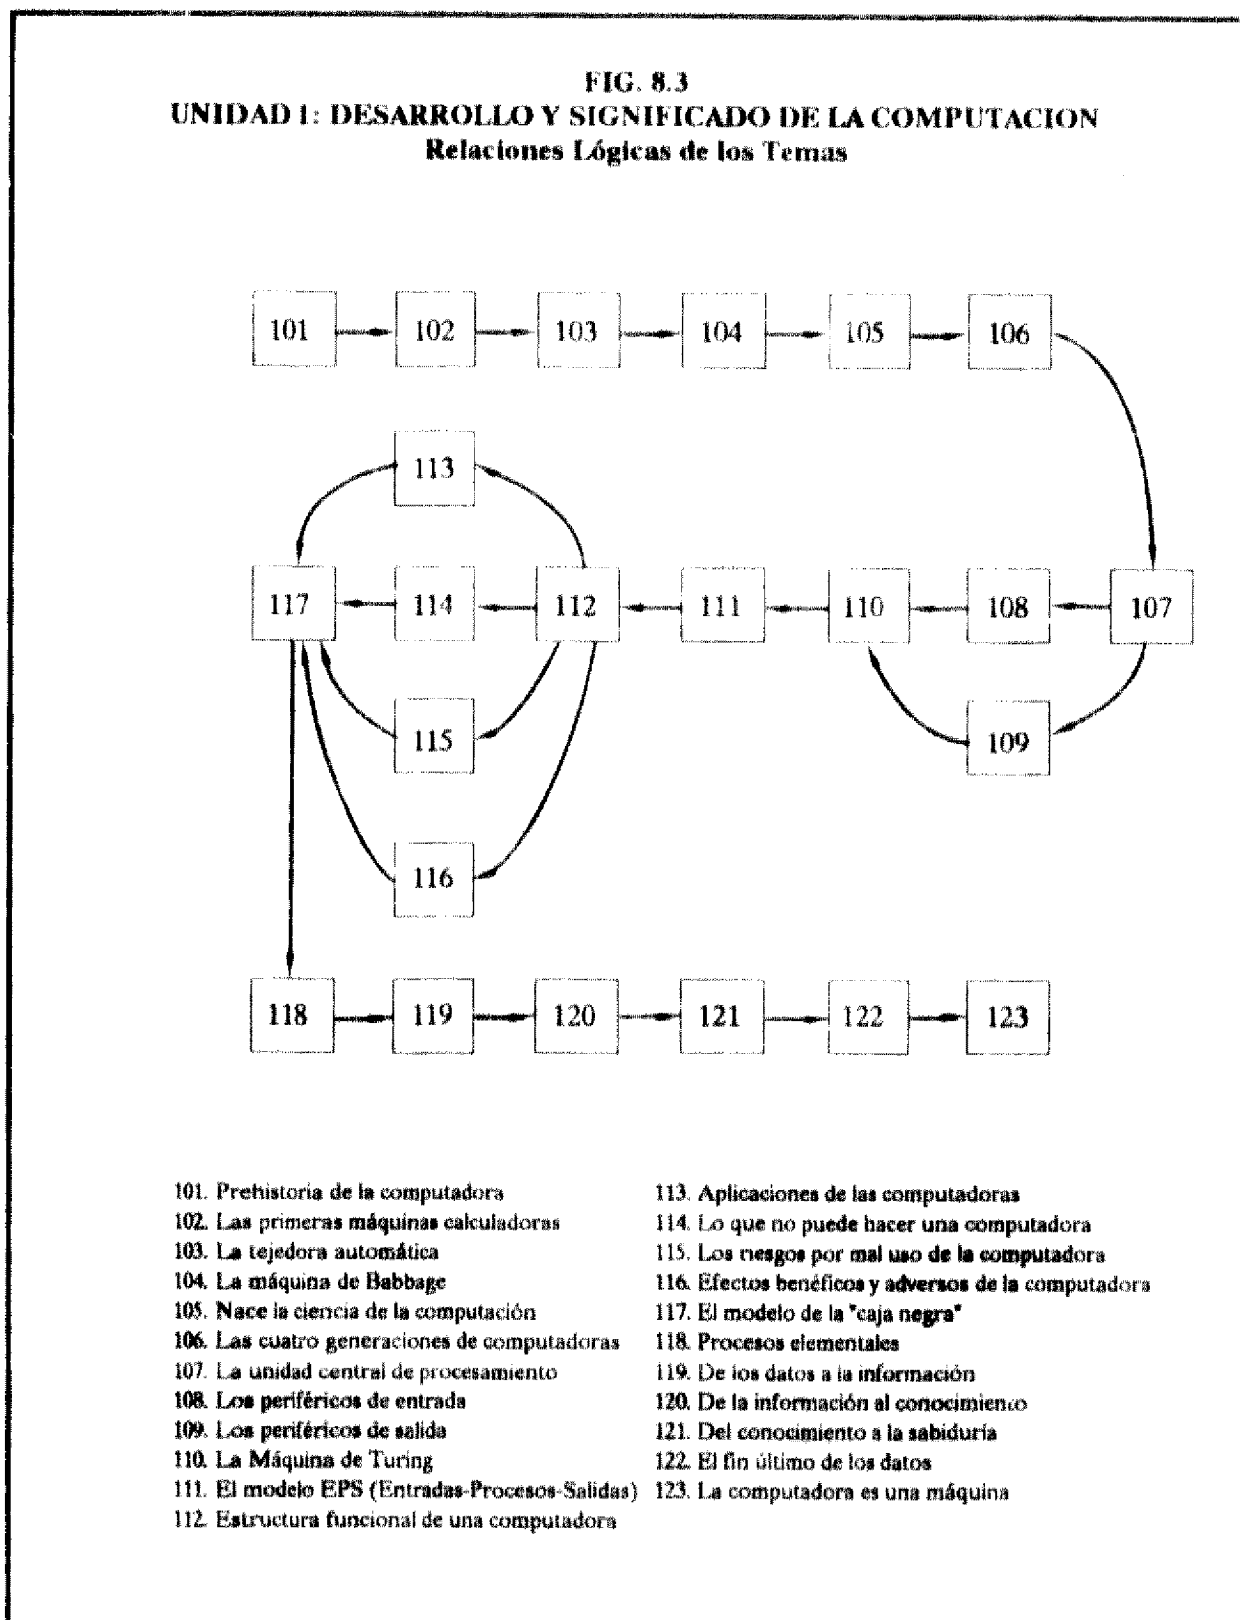 FIG. 8.3
UNIDAD 1: DESARROLLO Y SIGNIFICADO DE LA COMPUTACION
Relaciones Lógicas de los Temas
101 102 103 104 105 106
113
117 114 112 111 110 108 107
115 109
116
118 119 120 121 122 123
101. Prehistoria de la computadora
102. Las primeras máquinas calculadoras
103. La tejedora automática
104. La máquina de Babbage
105. Nace la ciencia de la computación
106. Las cuatro generaciones de computadoras
107. La unidad central de procesamiento
108. Los periféricos de entrada
109. Los periféricos de salida
110. La Máquina de Turing
111. El modelo EPS (Entradas-Procesos-Salidas)
112. Estructura funcional de una computadora
113. Aplicaciones de las computadoras
114. Lo que no puede hacer una computadora
115. Los riesgos por mal uso de la computadora
116. Efectos benéficos y adversos de la computadora
117. El modelo de la "caja negra"
118. Procesos elementales
119. De los datos a la información
120. De la información al conocimiento
121. Del conocimiento a la sabiduría
122. El fin último de los datos
123. La computadora es una máquina